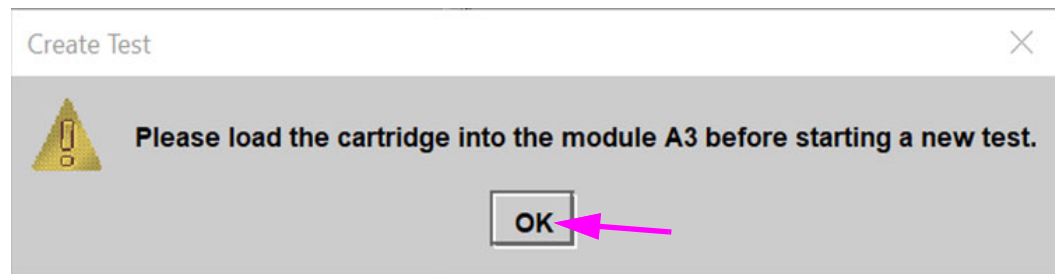 Create Test
Please load the cartridge into the module A3 before starting a new test.
OK